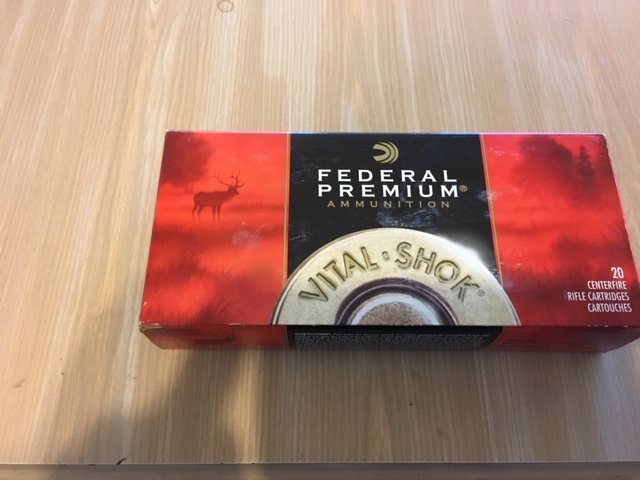 FEDERAL
PREMIUM®
AMMUNITION
VITAL·SHOK®
20
CENTERFIRE
RIFLE CARTRIDGES
CARTOUCHES